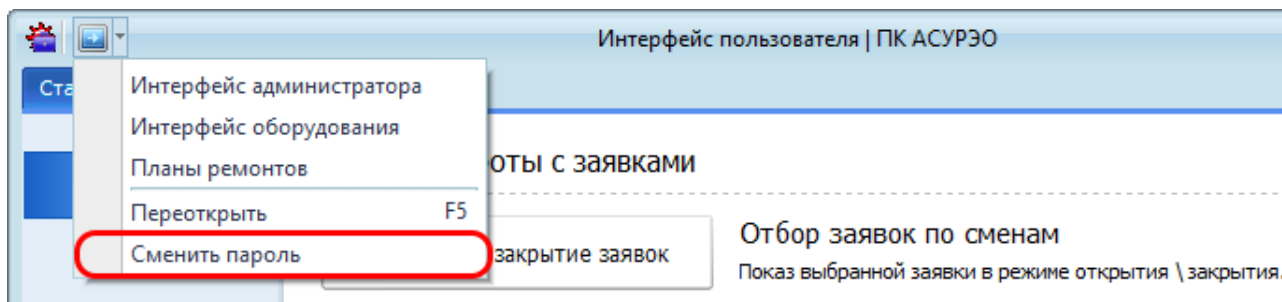 Интерфейс пользователя | ПК АСУРЭО
Ста
Интерфейс администратора
Интерфейс оборудования
Планы ремонтов
Переоткрыть F5
Сменить пароль
оты с заявками
закрытие заявок
Отбор заявок по сменам
Показ выбранной заявки в режиме открытия \ закрытия.